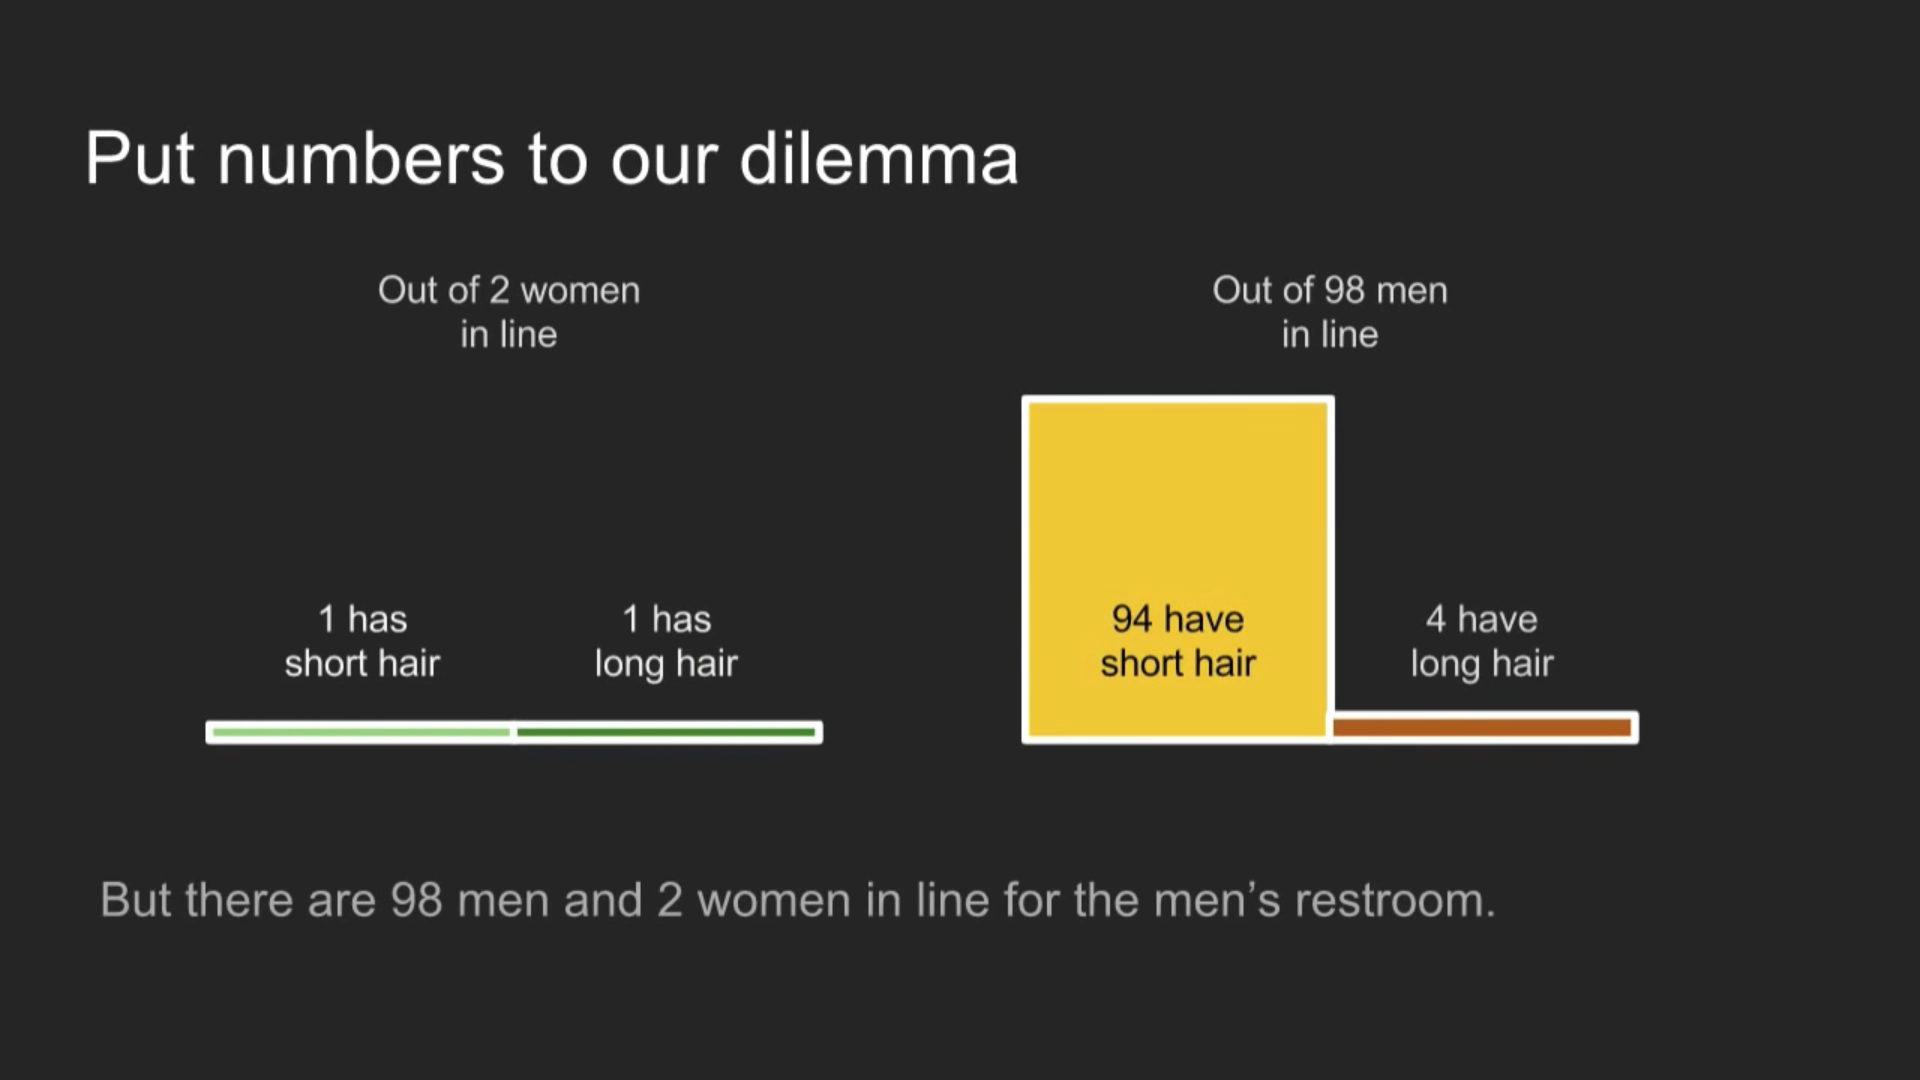 Put numbers to our dilemma
Out of 2 women
in line
Out of 98 men
in line
1 has
short hair
1 has
long hair
94 have
short hair
4 have
long hair
But there are 98 men and 2 women in line for the men’s restroom.